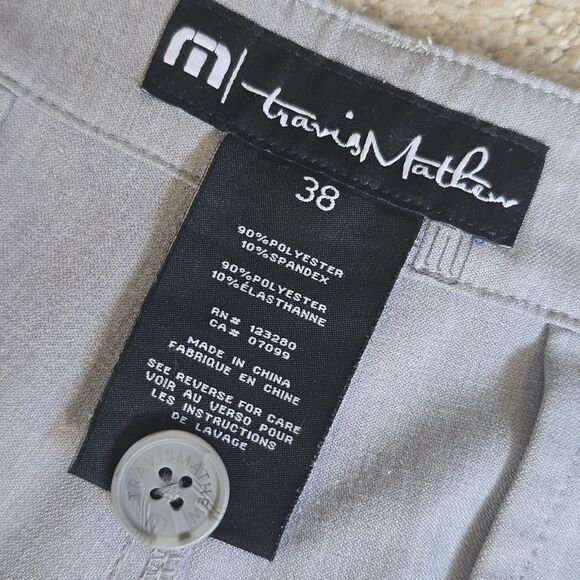 m| travisMathew
38
90%POLYESTER
10%SPANDEX
90%POLYESTER
10%ÉLASTHANNE
RN# 123280
CA# 07099
MADE IN CHINA
FABRIQUE EN CHINE
SEE REVERSE FOR CARE
VOIR AU VERSO POUR
LES INSTRUCTIONS
DE LAVAGE
TRAVISMATHEW